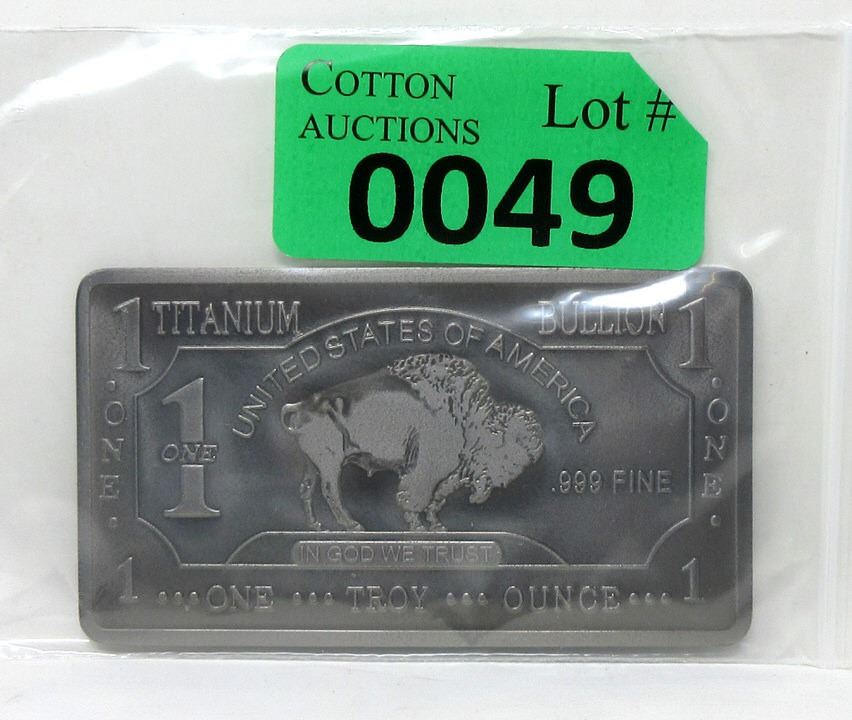 COTTON
AUCTIONS
Lot #
0049
1 TITANIUM BULLION 1
UNITED STATES OF AMERICA
· ONE ·
1
ONE
.999 FINE
· ONE ·
IN GOD WE TRUST
1 ··· ONE ··· TROY ··· OUNCE ··· 1